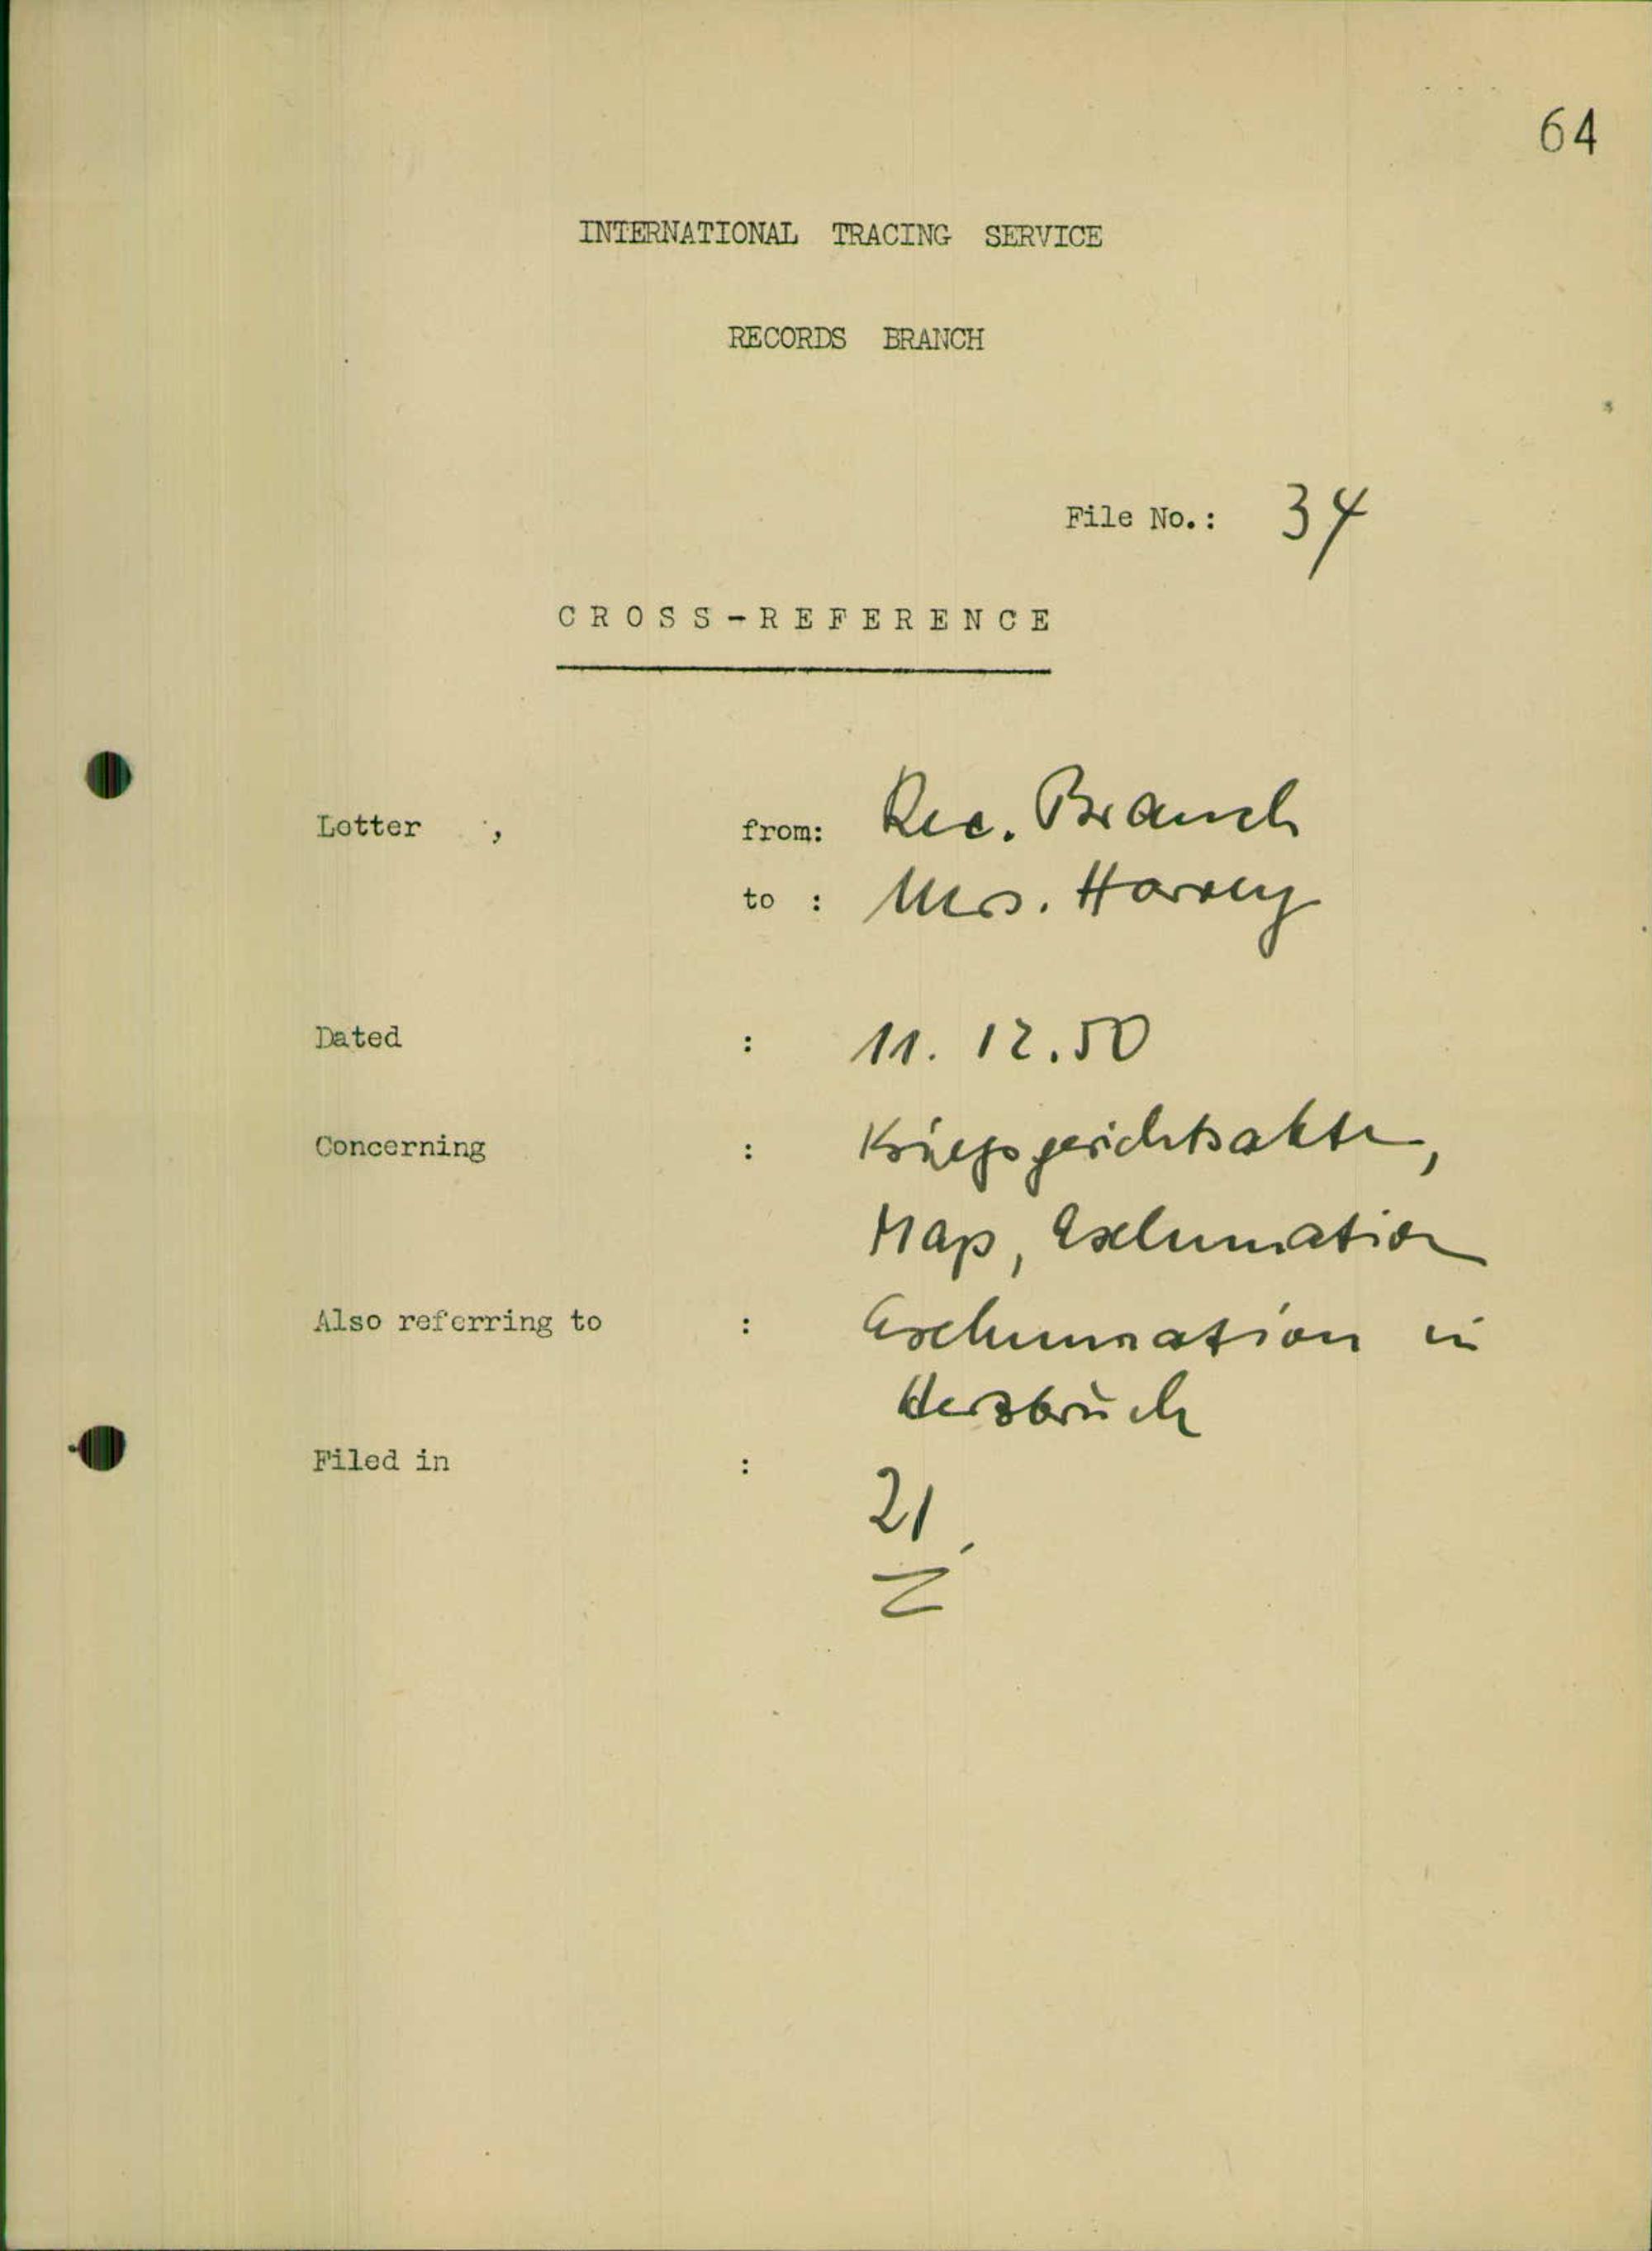 64
INTERNATIONAL TRACING SERVICE
RECORDS BRANCH
File No.: 34
CROSS-REFERENCE
Letter , from: Rec. Branch
to : Mrs. Harvey
Dated : 11. 12. 50
Concerning : Kriegsgerichtsakte,
Map, Exhumation
Also referring to : Exhumation in
Hersbruck
Filed in :
21